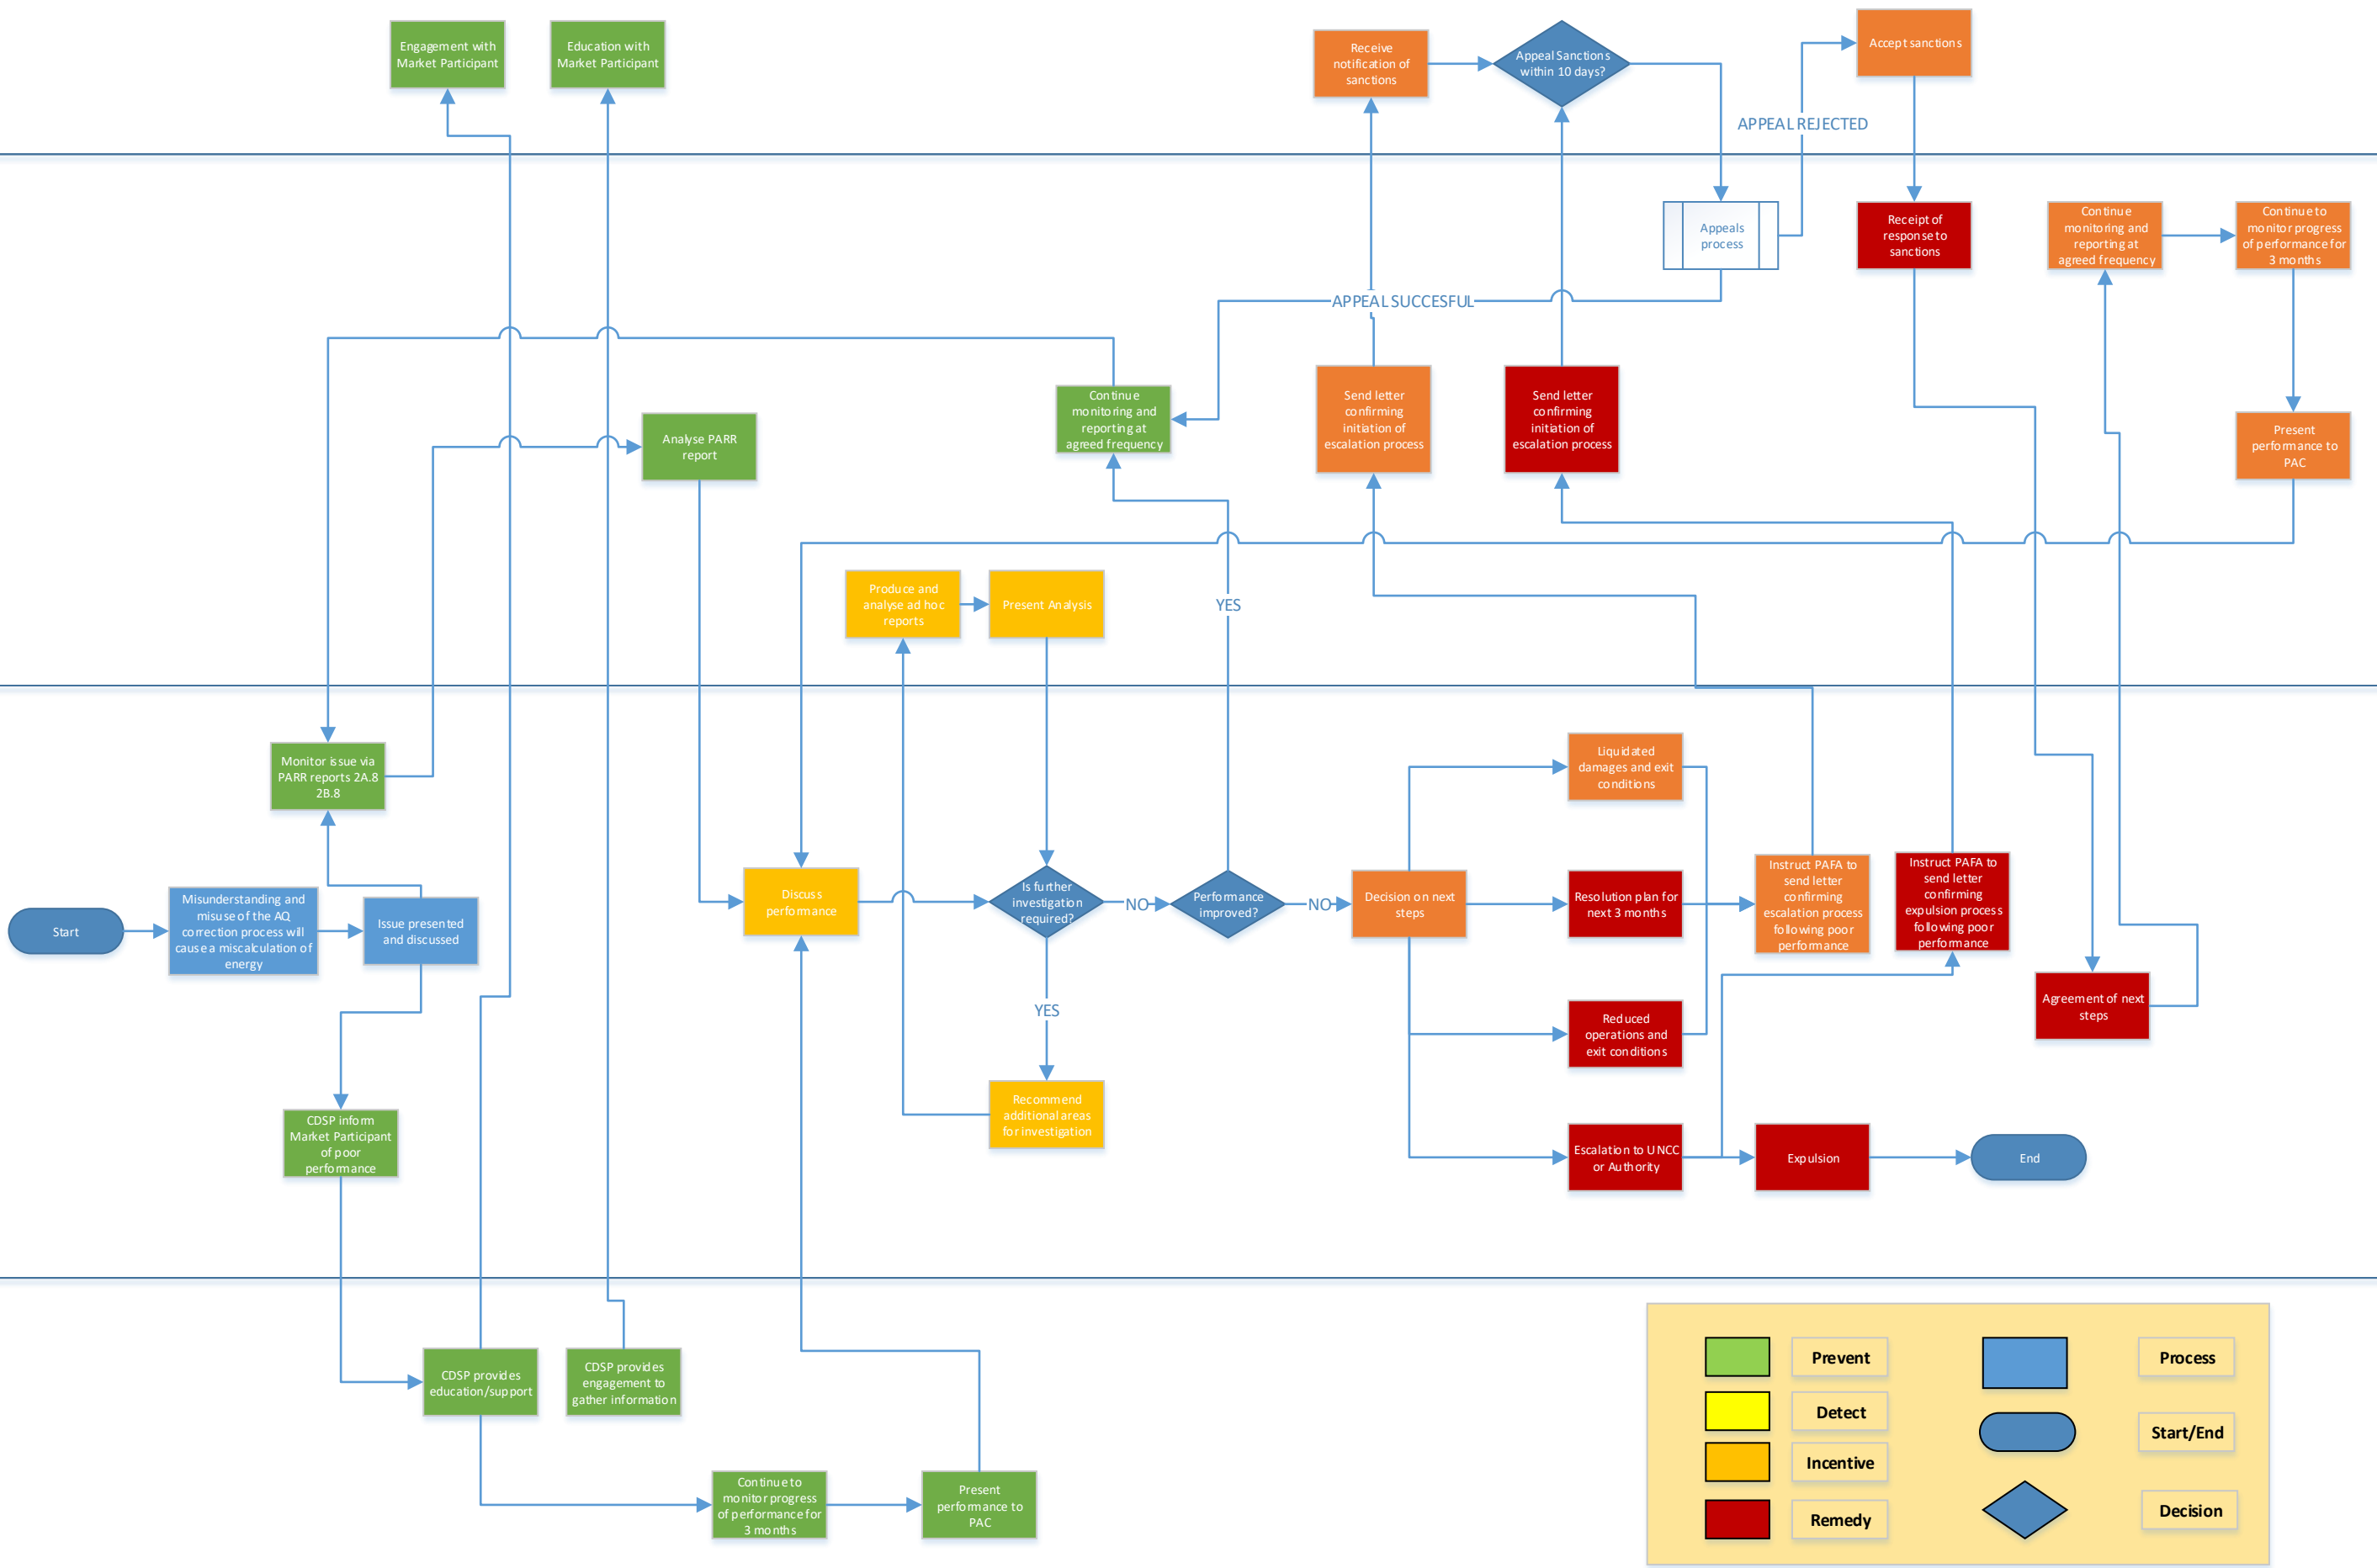 Engagement with
Market Participant
Education with
Market Participant
Receive
notification of
sanctions
Appeal Sanctions
within 10 days?
Accept sanctions
APPEAL REJECTED
Appeals
process
Receipt of
response to
sanctions
Continue
monitoring and
reporting at
agreed frequency
Continue to
monitor progress
of performance for
3 months
APPEAL SUCCESFUL
Analyse PARR
report
Continue
monitoring and
reporting at
agreed frequency
Send letter
confirming
initiation of
escalation process
Send letter
confirming
initiation of
escalation process
Present
performance to
PAC
Produce and
analyse ad hoc
reports
Present Analysis
YES
Monitor issue via
PARR reports 2A.8
2B.8
Liquidated
damages and exit
conditions
Start
Misunderstanding and
misuse of the AQ
correction process will
cause a miscalculation of
energy
Issue presented
and discussed
Discuss
performance
Is further
investigation
required?
NO
Performance
improved?
NO
Decision on next
steps
Resolution plan for
next 3 months
Instruct PAFA to
send letter
confirming
escalation process
following poor
performance
Instruct PAFA to
send letter
confirming
expulsion process
following poor
performance
YES
Reduced
operations and
exit conditions
Agreement of next
steps
CDSP inform
Market Participant
of poor
performance
Recommend
additional areas
for investigation
Escalation to UNCC
or Authority
Expulsion
End
CDSP provides
education/support
CDSP provides
engagement to
gather information
Continue to
monitor progress
of performance for
3 months
Present
performance to
PAC
Prevent
Process
Detect
Start/End
Incentive
Remedy
Decision